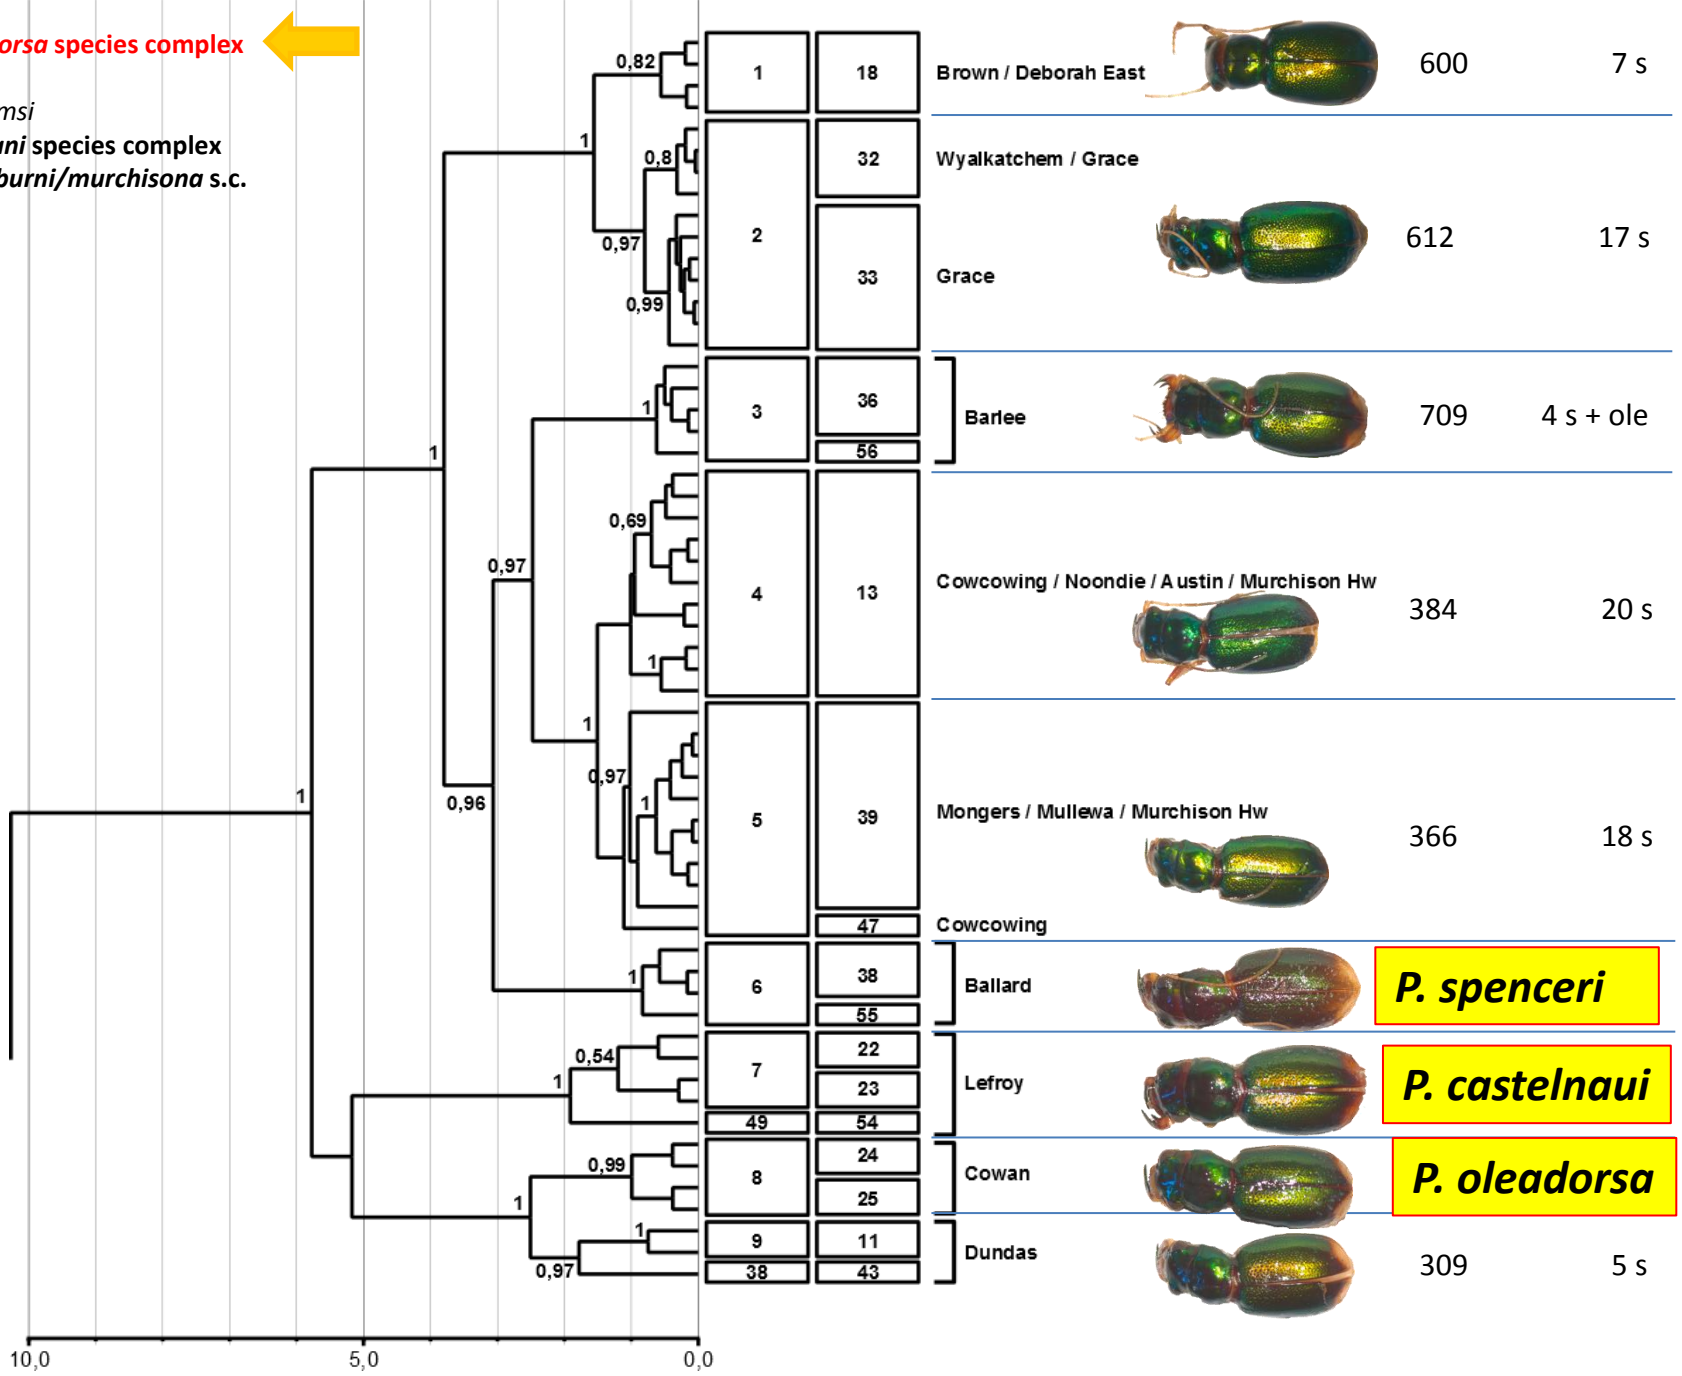 orsa species complex
msi
ani species complex
burni/murchisona s.c.
0,82
1
18
Brown / Deborah East
600
7 s
1
0,8
32
Wyalkatchem / Grace
0,97
2
612
17 s
0,99
33
Grace
1
3
36
Barlee
709
4 s + ole
56
1
0,69
0,97
4
13
Cowcowing / Noondie / Austin / Murchison Hw
384
20 s
1
1
0,97
1
5
39
Mongers / Mullewa / Murchison Hw
366
18 s
1
0,96
47
Cowcowing
1
6
38
Ballard
P. spenceri
55
0,54
1
7
22
23
Lefroy
P. castelnaui
49
54
0,99
8
24
25
Cowan
P. oleadorsa
1
1
9
11
Dundas
309
5 s
0,97
38
43
10,0
5,0
0,0